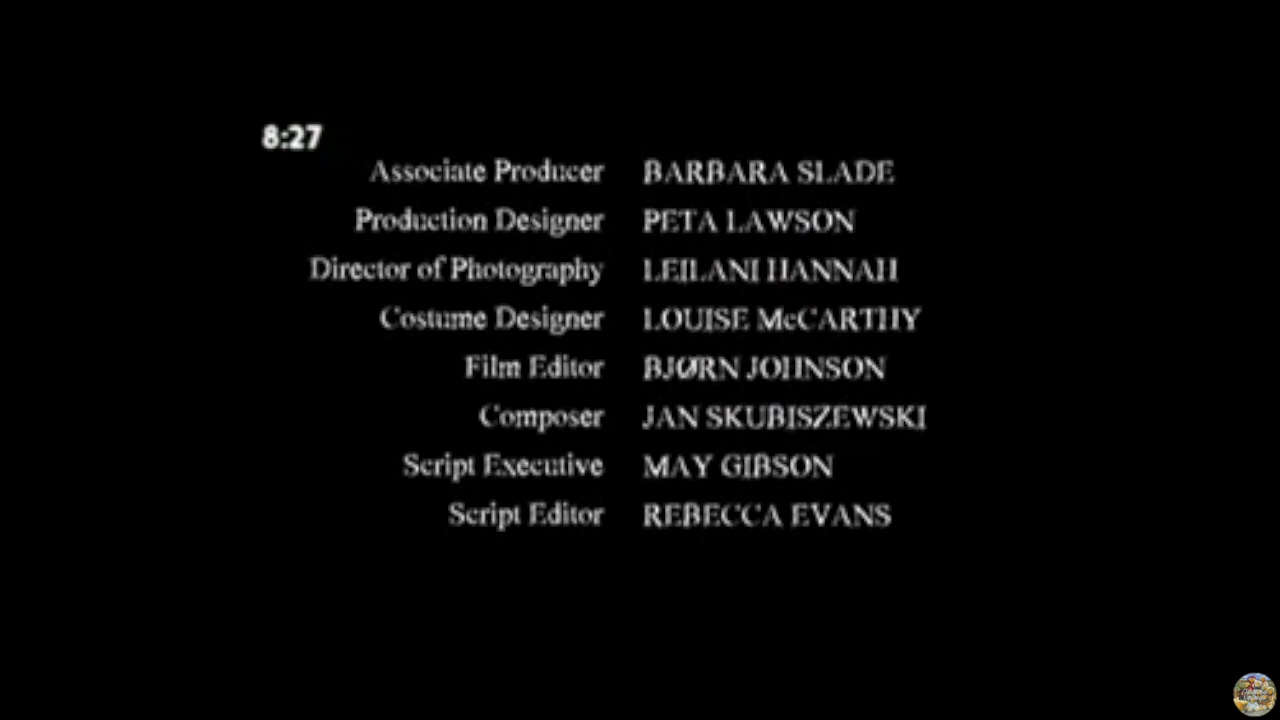 8:27
Associate Producer BARBARA SLADE
Production Designer PETA LAWSON
Director of Photography LEILANI HANNAH
Costume Designer LOUISE McCARTHY
Film Editor BJØRN JOHNSON
Composer JAN SKUBISZEWSKI
Script Executive MAY GIBSON
Script Editor REBECCA EVANS